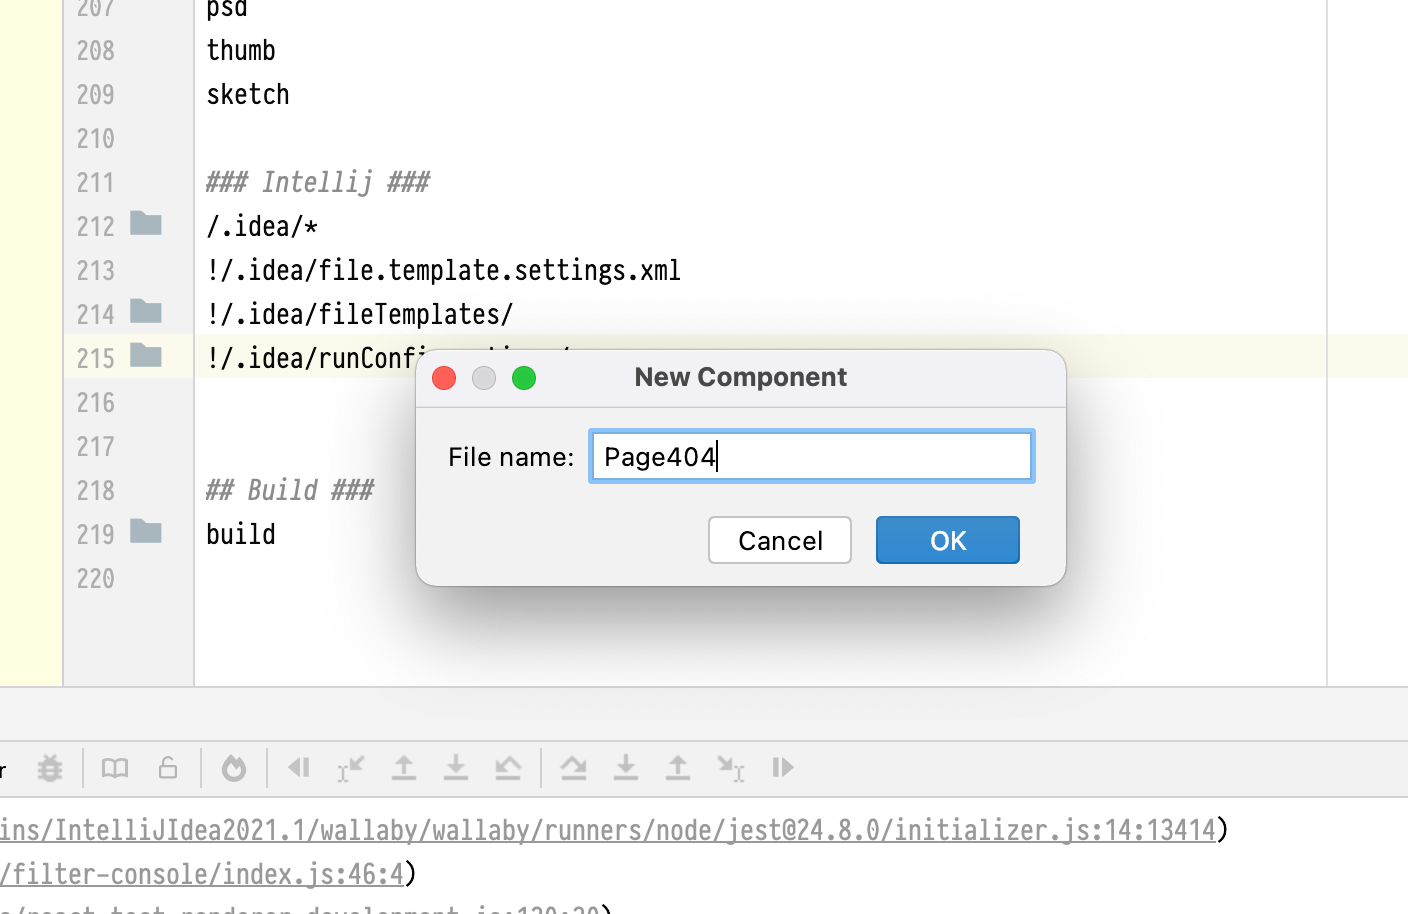 207 psd
208 thumb
209 sketch
210
211 ### Intellij ###
212 /.idea/*
213 !/.idea/file.template.settings.xml
214 !/.idea/fileTemplates/
215 !/.idea/runConfi
216
217
218 ## Build ###
219 build
220
New Component
File name: Page404
Cancel OK
r
ins/IntelliJIdea2021.1/wallaby/wallaby/runners/node/jest@24.8.0/initializer.js:14:13414)
/filter-console/index.js:46:4)